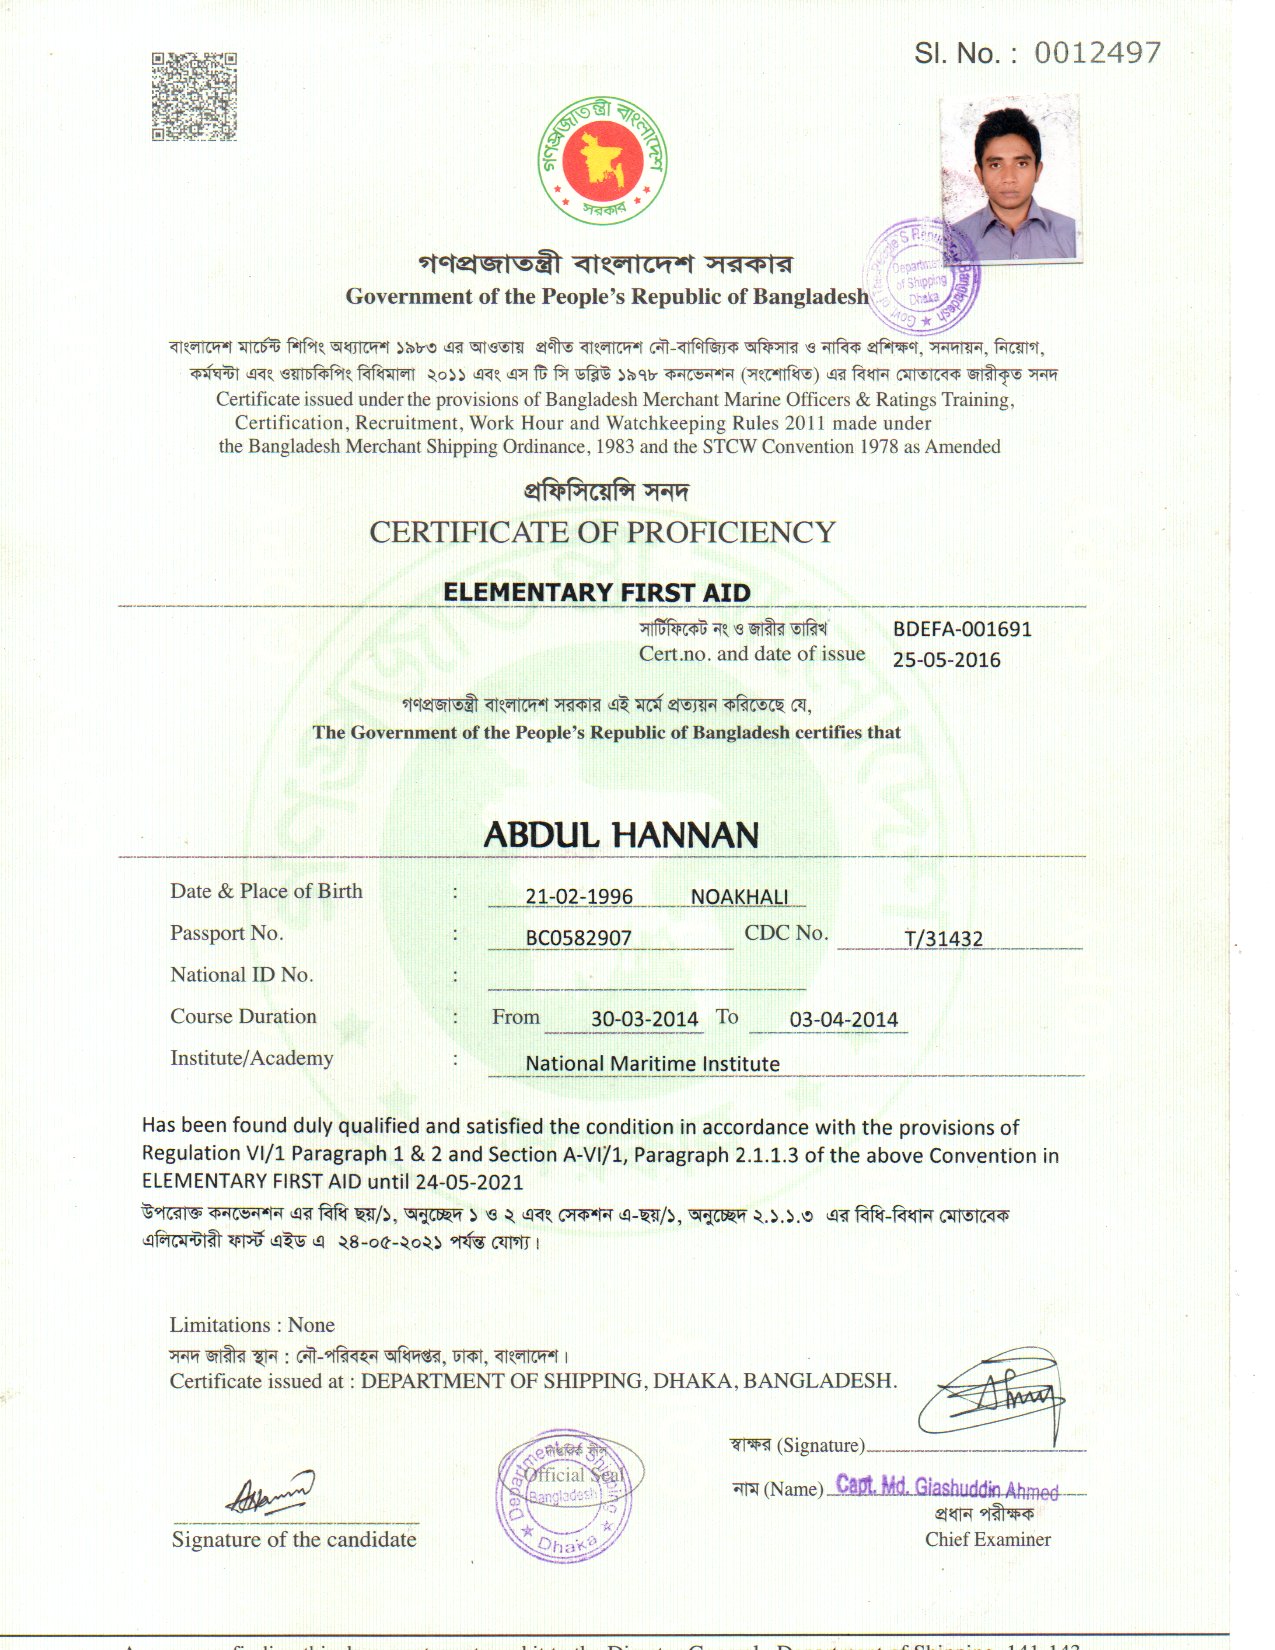 Sl. No. : 0012497
গণপ্রজাতন্ত্রী বাংলাদেশ
সরকার
গণপ্রজাতন্ত্রী বাংলাদেশ সরকার
Government of the People's Republic of Bangladesh
Department
of Shipping
Dhaka
বাংলাদেশ মার্চেন্ট শিপিং অধ্যাদেশ ১৯৮৩ এর আওতায় প্রণীত বাংলাদেশ নৌ-বাণিজ্যিক অফিসার ও নাবিক প্রশিক্ষণ, সনদায়ন, নিয়োগ,
কর্মঘন্টা এবং ওয়াচকিপিং বিধিমালা ২০১১ এবং এস টি সি ডব্লিউ ১৯৭৮ কনভেনশন (সংশোধিত) এর বিধান মোতাবেক জারীকৃত সনদ
Certificate issued under the provisions of Bangladesh Merchant Marine Officers & Ratings Training,
Certification, Recruitment, Work Hour and Watchkeeping Rules 2011 made under
the Bangladesh Merchant Shipping Ordinance, 1983 and the STCW Convention 1978 as Amended
প্রফিসিয়েন্সি সনদ
CERTIFICATE OF PROFICIENCY
ELEMENTARY FIRST AID
সার্টিফিকেট নং ও জারীর তারিখ BDEFA-001691
Cert.no. and date of issue 25-05-2016
গণপ্রজাতন্ত্রী বাংলাদেশ সরকার এই মর্মে প্রত্যয়ন করিতেছে যে,
The Government of the People's Republic of Bangladesh certifies that
ABDUL HANNAN
Date & Place of Birth : 21-02-1996 NOAKHALI
Passport No. : BC0582907 CDC No. T/31432
National ID No. :
Course Duration : From 30-03-2014 To 03-04-2014
Institute/Academy : National Maritime Institute
Has been found duly qualified and satisfied the condition in accordance with the provisions of
Regulation VI/1 Paragraph 1 & 2 and Section A-VI/1, Paragraph 2.1.1.3 of the above Convention in
ELEMENTARY FIRST AID until 24-05-2021
উপরোক্ত কনভেনশন এর বিধি ছয়/১, অনুচ্ছেদ ১ ও ২ এবং সেকশন এ-ছয়/১, অনুচ্ছেদ ২.১.১.৩ এর বিধি-বিধান মোতাবেক
এলিমেন্টারী ফার্স্ট এইড এ ২৪-০৫-২০২১ পর্যন্ত যোগ্য।
Limitations : None
সনদ জারীর স্থান : নৌ-পরিবহন অধিদপ্তর, ঢাকা, বাংলাদেশ।
Certificate issued at : DEPARTMENT OF SHIPPING, DHAKA, BANGLADESH.
স্বাক্ষর (Signature)
নাম (Name) Capt. Md. Giashuddin Ahmed
প্রধান পরীক্ষক
Chief Examiner
Department of Shipping
Official Seal
Bangladesh
Dhaka
Signature of the candidate